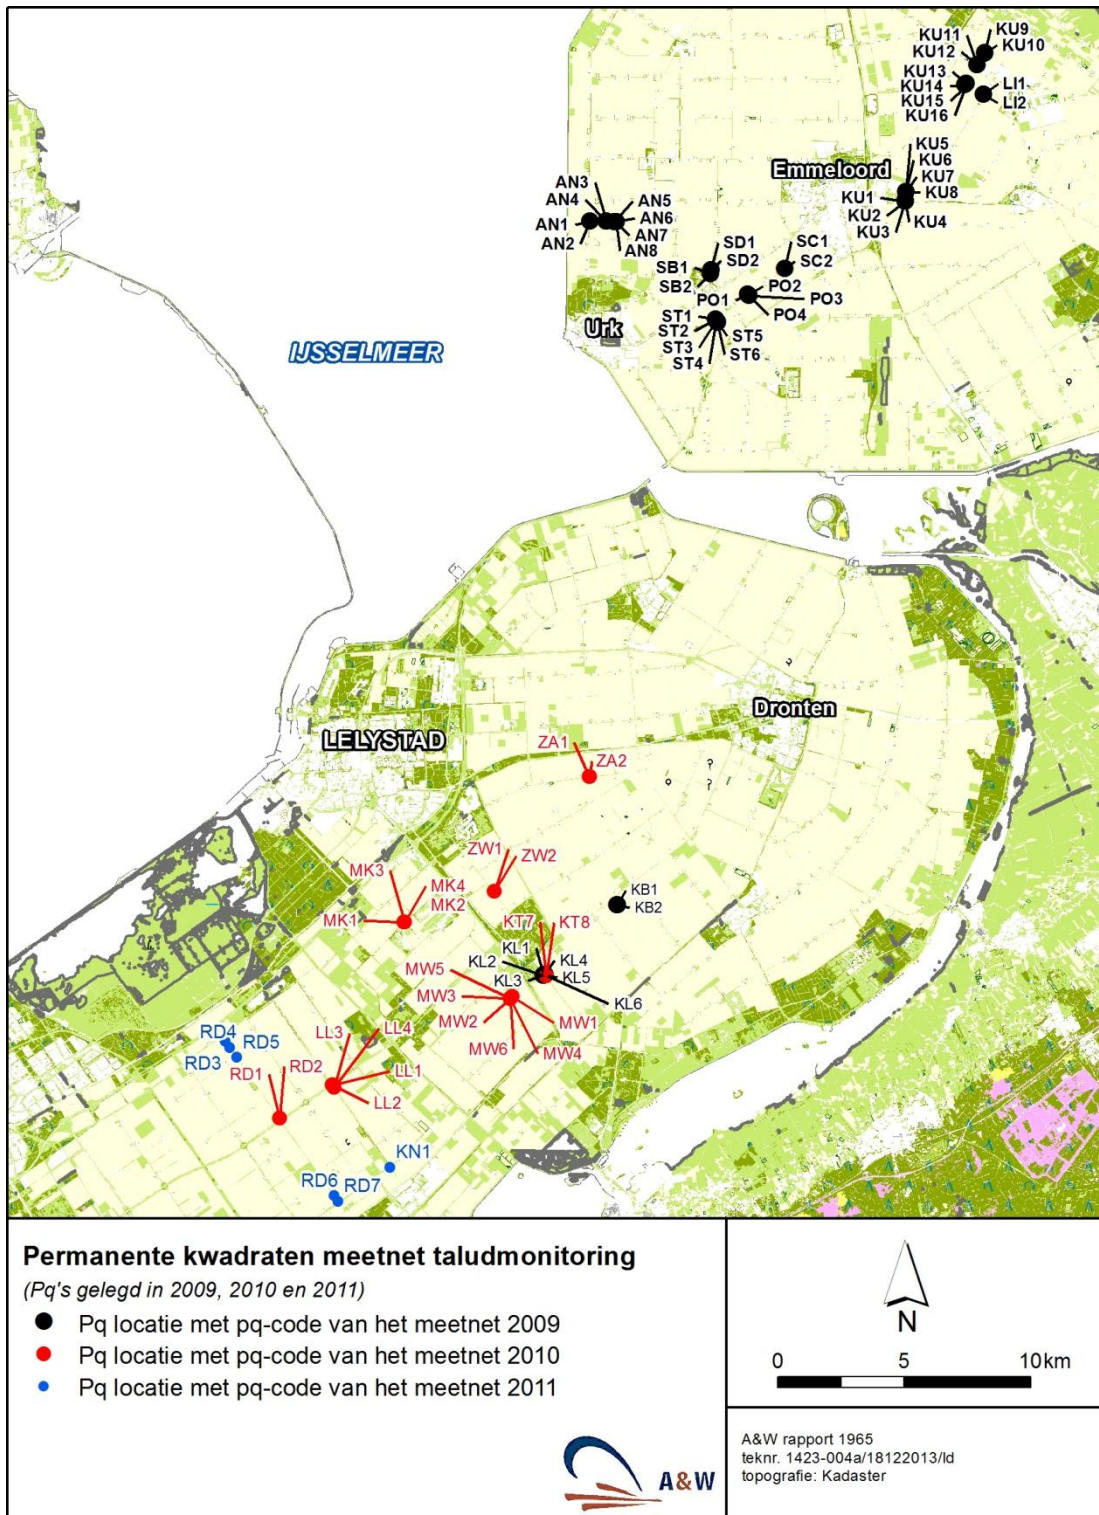 KU11
KU9
KU12
KU10
KU13
KU14
LI1
KU15
LI2
KU16
KU5
KU6
Emmeloord
KU7
KU1
KU8
KU2
KU4
KU3
AN3
AN4
AN5
AN1
AN6
AN2
AN7
AN8
SD1
SC1
SB1
SD2
SC2
SB2
PO1
PO2
PO3
PO4
ST1
Urk
ST2
ST5
ST3
ST6
ST4
IJSSELMEER
Dronten
LELYSTAD
ZA1
ZA2
ZW1
ZW2
MK3
MK4
MK2
MK1
KB1
KB2
KT7
KT8
KL1
KL2
KL4
KL3
KL5
KL6
MW5
MW3
MW2
MW1
MW6
MW4
RD4
RD5
RD3
LL3
LL4
RD1
RD2
LL1
LL2
KN1
RD6
RD7
Permanente kwadraten meetnet taludmonitoring
(Pq's gelegd in 2009, 2010 en 2011)
Pq locatie met pq-code van het meetnet 2009
Pq locatie met pq-code van het meetnet 2010
Pq locatie met pq-code van het meetnet 2011
A&W
N
0 5 10km
A&W rapport 1965
teknr. 1423-004a/18122013/ld
topografie: Kadaster